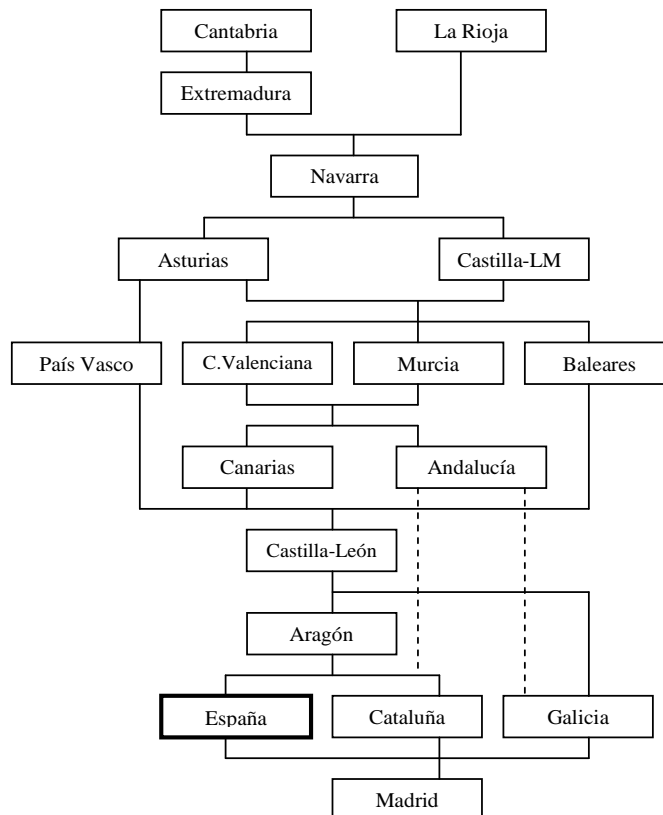 Cantabria
La Rioja
Extremadura
Navarra
Asturias
Castilla-LM
País Vasco
C.Valenciana
Murcia
Baleares
Canarias
Andalucía
Castilla-León
Aragón
España
Cataluña
Galicia
Madrid